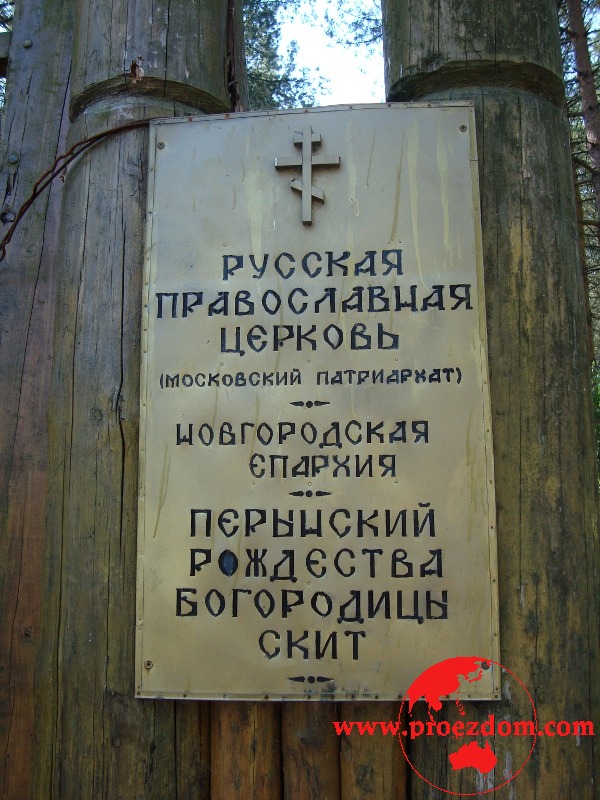 РУССКАЯ
ПРАВОСЛАВНАЯ
ЦЕРКОВЬ
(МОСКОВСКИЙ ПАТРИАРХАТ)
НОВГОРОДСКАЯ
ЕПАРХИЯ
ПЕРЫНСКИЙ
РОЖДЕСТВА
БОГОРОДИЦЫ
СКИТ
www.proezdom.com